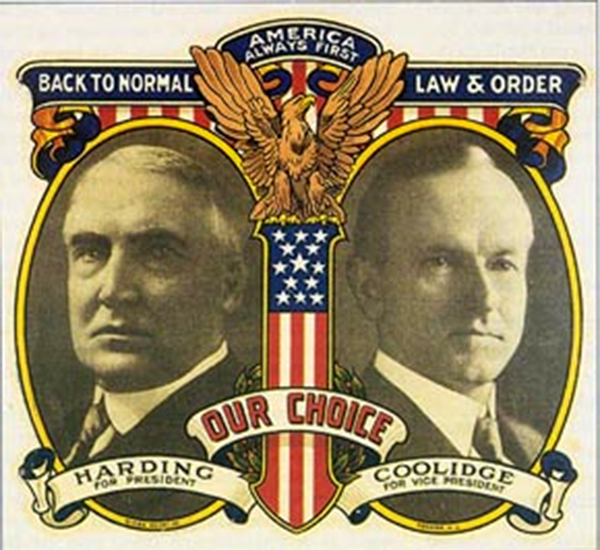 AMERICA
ALWAYS FIRST
BACK TO NORMAL
LAW & ORDER
OUR CHOICE
HARDING
FOR PRESIDENT
COOLIDGE
FOR VICE PRESIDENT